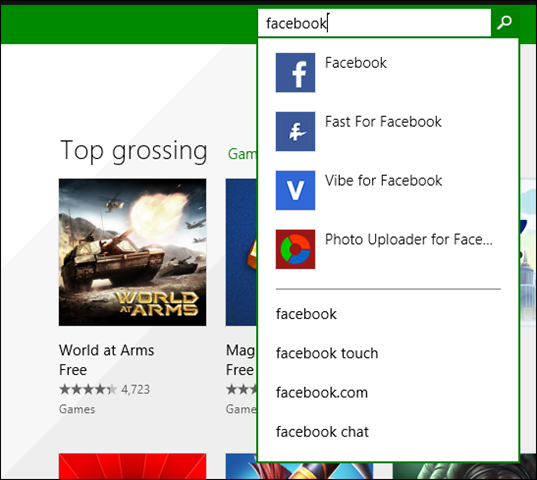 facebook
Facebook
Fast For Facebook
Vibe for Facebook
Photo Uploader for Face...
facebook
facebook touch
facebook.com
facebook chat
Top grossing
Gam
WORLD
AT ARMS
World at Arms
Free
4,723
Games
Mag
Free
Game